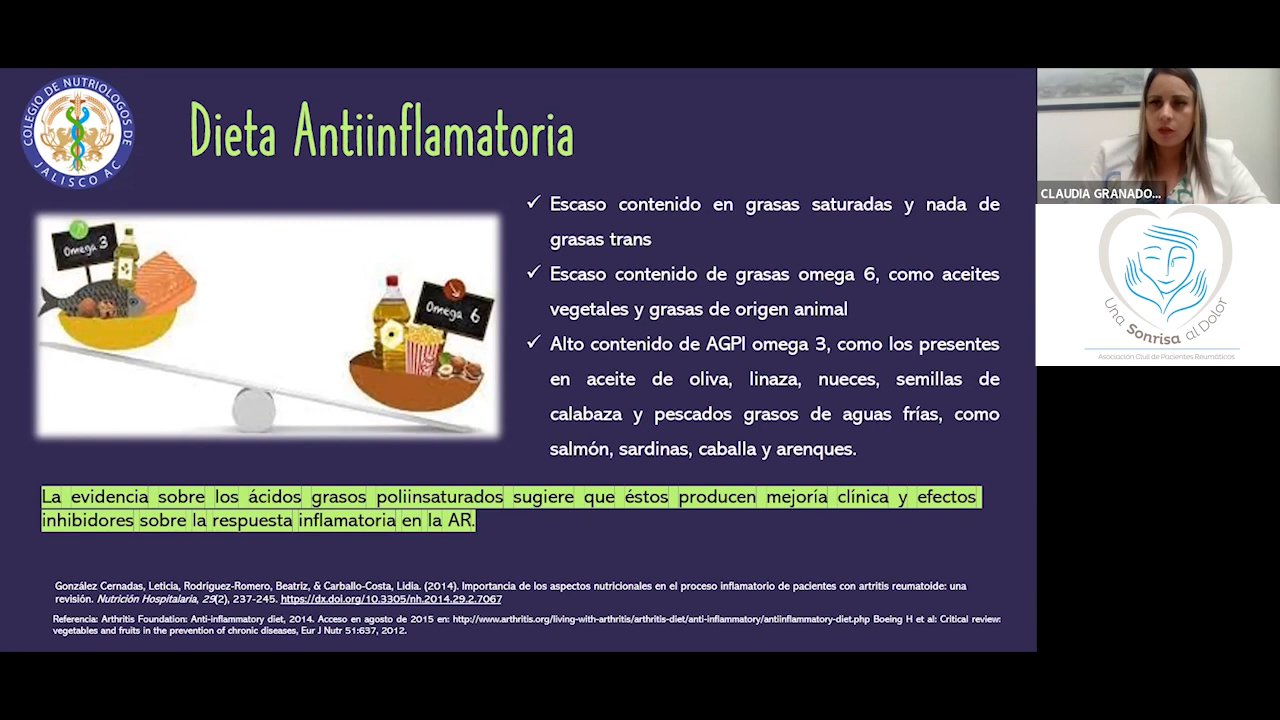 COLEGIO DE NUTRIOLOGOS DE
JALISCO AC
Dieta Antiinflamatoria
Omega 3
Omega 6
✓ Escaso contenido en grasas saturadas y nada de
grasas trans
✓ Escaso contenido de grasas omega 6, como aceites
vegetales y grasas de origen animal
✓ Alto contenido de AGPI omega 3, como los presentes
en aceite de oliva, linaza, nueces, semillas de
calabaza y pescados grasos de aguas frías, como
salmón, sardinas, caballa y arenques.
La evidencia sobre los ácidos grasos poliinsaturados sugiere que éstos producen mejoría clínica y efectos
inhibidores sobre la respuesta inflamatoria en la AR.
González Cernadas, Leticia, Rodríguez-Romero, Beatriz, & Carballo-Costa, Lidia. (2014). Importancia de los aspectos nutricionales en el proceso inflamatorio de pacientes con artritis reumatoide: una
revisión. Nutrición Hospitalaria, 29(2), 237-245. https://dx.doi.org/10.3305/nh.2014.29.2.7067
Referencia: Arthritis Foundation: Anti-inflammatory diet, 2014. Acceso en agosto de 2015 en: http://www.arthritis.org/living-with-arthritis/arthritis-diet/anti-inflammatory/antiinflammatory-diet.php Boeing H et al: Critical review:
vegetables and fruits in the prevention of chronic diseases, Eur J Nutr 51:637, 2012.
CLAUDIA GRANADO...
Una Sonrisa al Dolor
Asociación Civil de Pacientes Reumáticos